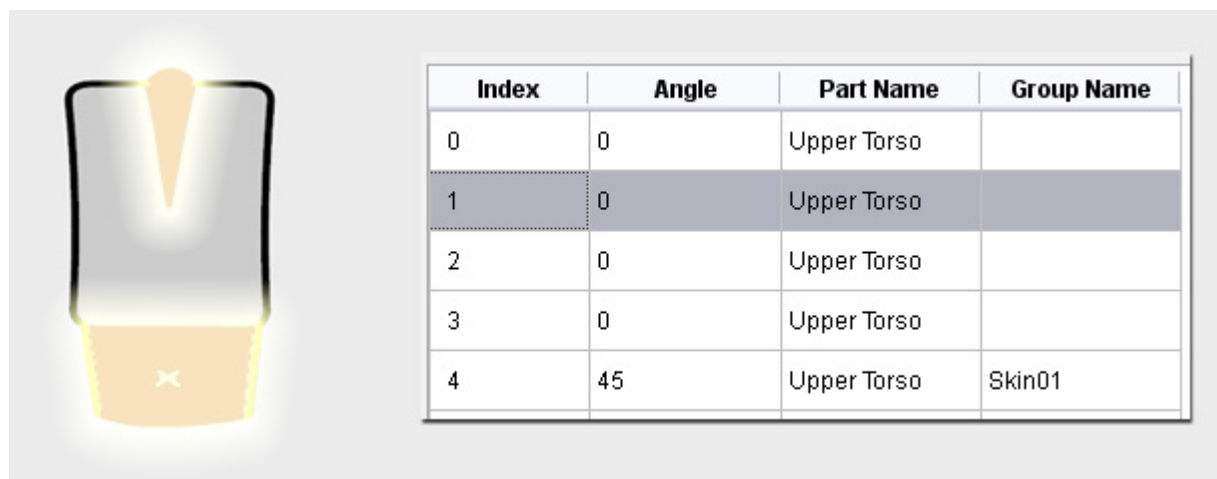 Index Angle Part Name Group Name
0 0 Upper Torso
1 0 Upper Torso
2 0 Upper Torso
3 0 Upper Torso
4 45 Upper Torso Skin01